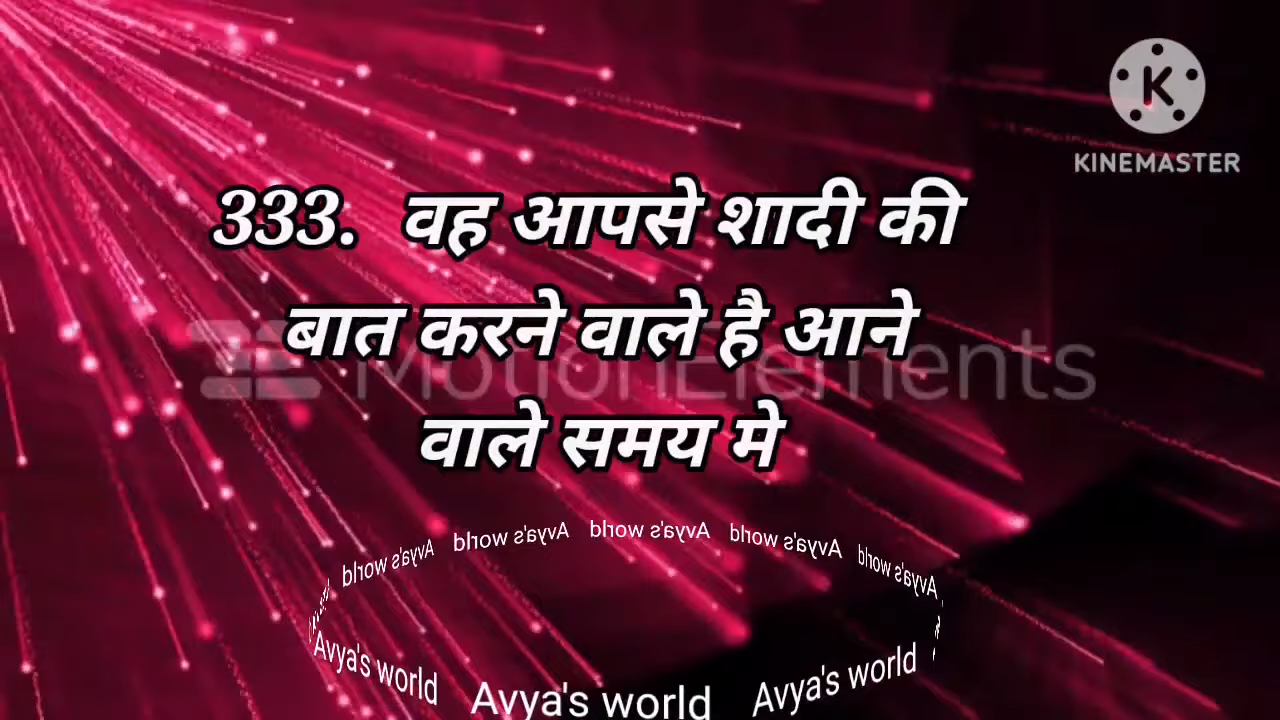 KINEMASTER
333. वह आपसे शादी की
बात करने वाले है आने
MotionElements
वाले समय मे
Avya's world Avya's world Avya's world Avya's world Avya's world
Avya's world Avya's world Avya's world